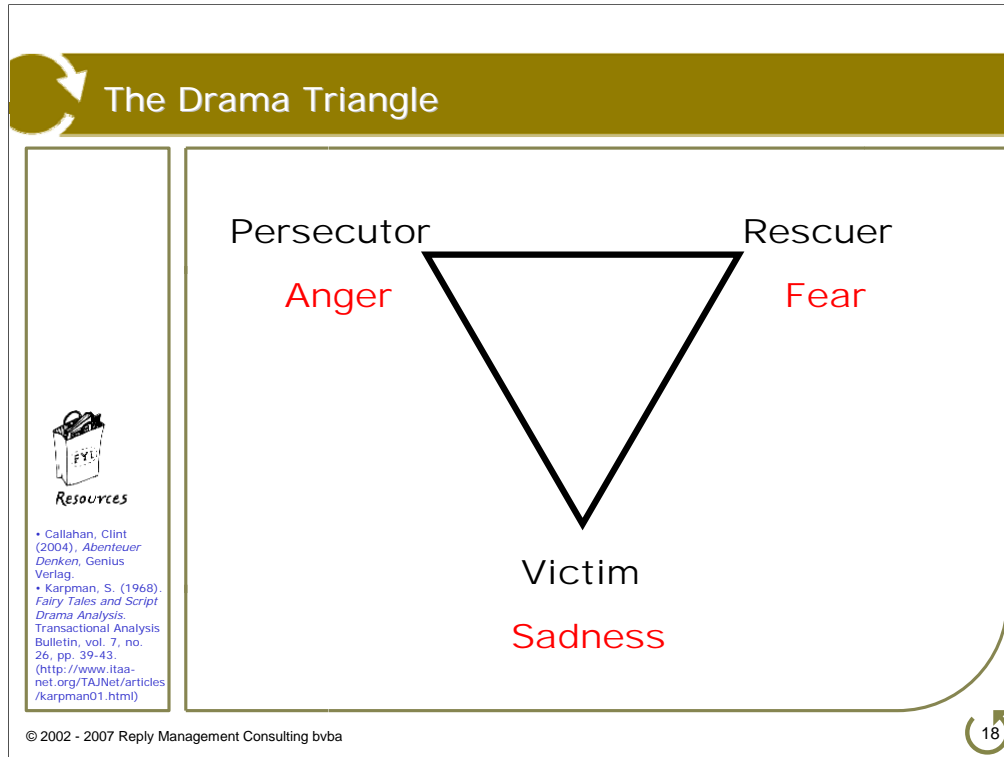 The Drama Triangle
Persecutor
Rescuer
Anger
Fear
Victim
Sadness
FYI
Resources
• Callahan, Clint
(2004), Abenteuer
Denken, Genius
Verlag.
• Karpman, S. (1968).
Fairy Tales and Script
Drama Analysis.
Transactional Analysis
Bulletin, vol. 7, no.
26, pp. 39-43.
(http://www.itaa-
net.org/TAJNet/articles
/karpman01.html)
© 2002 - 2007 Reply Management Consulting bvba
18